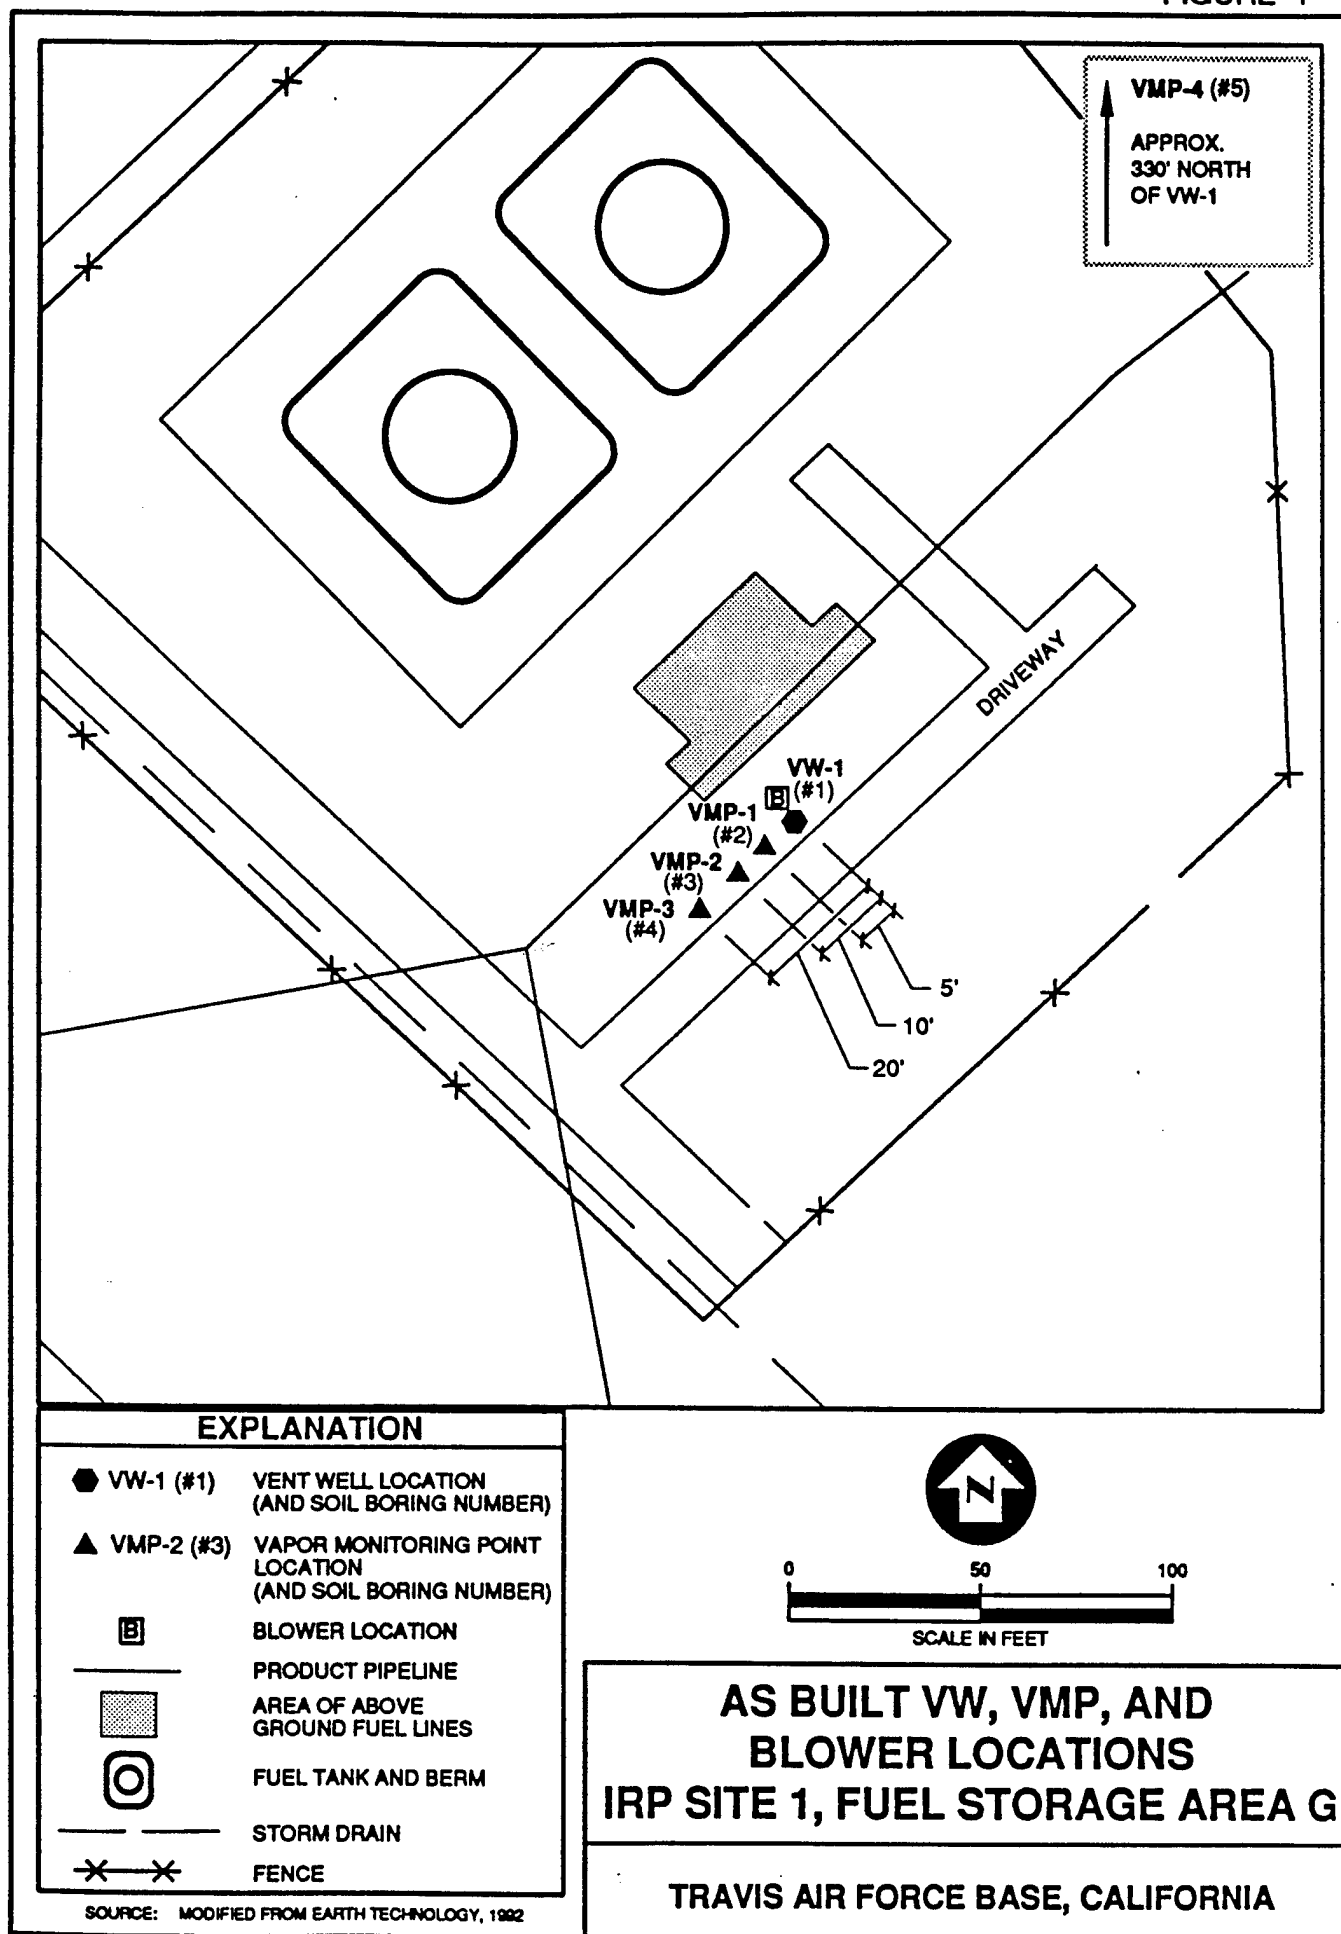 FIGURE 1
VMP-4 (#5)
APPROX.
330' NORTH
OF VW-1
DRIVEWAY
VW-1
(#1)
B
VMP-1
(#2)
VMP-2
(#3)
VMP-3
(#4)
5'
10'
20'
EXPLANATION
VW-1 (#1) VENT WELL LOCATION
(AND SOIL BORING NUMBER)
VMP-2 (#3) VAPOR MONITORING POINT
LOCATION
(AND SOIL BORING NUMBER)
B BLOWER LOCATION
PRODUCT PIPELINE
AREA OF ABOVE
GROUND FUEL LINES
FUEL TANK AND BERM
STORM DRAIN
FENCE
SOURCE: MODIFIED FROM EARTH TECHNOLOGY, 1992
N
0 50 100
SCALE IN FEET
AS BUILT VW, VMP, AND
BLOWER LOCATIONS
IRP SITE 1, FUEL STORAGE AREA G
TRAVIS AIR FORCE BASE, CALIFORNIA